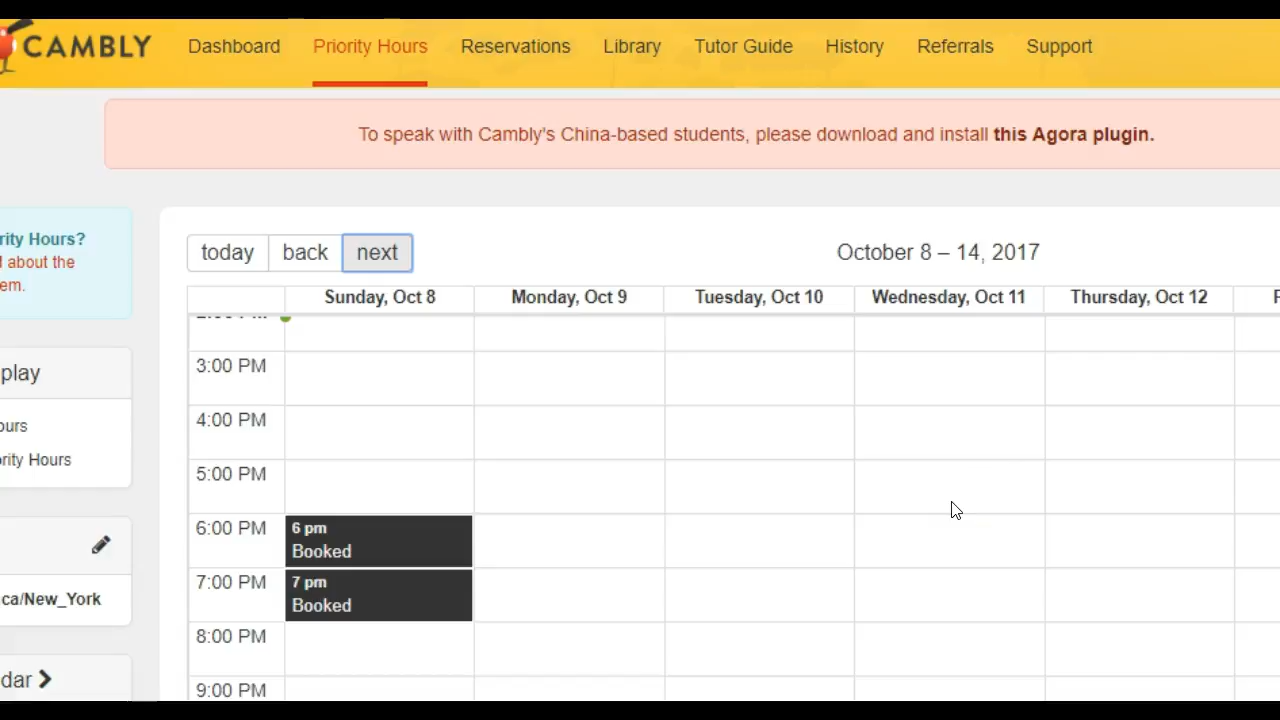 CAMBLY Dashboard Priority Hours Reservations Library Tutor Guide History Referrals Support
To speak with Cambly's China-based students, please download and install this Agora plugin.
rity Hours?
about the
em.
today back next October 8 – 14, 2017
Sunday, Oct 8 Monday, Oct 9 Tuesday, Oct 10 Wednesday, Oct 11 Thursday, Oct 12
3:00 PM
4:00 PM
5:00 PM
6:00 PM
7:00 PM
8:00 PM
9:00 PM
6 pm
Booked
7 pm
Booked
play
ours
rity Hours
ca/New_York
dar